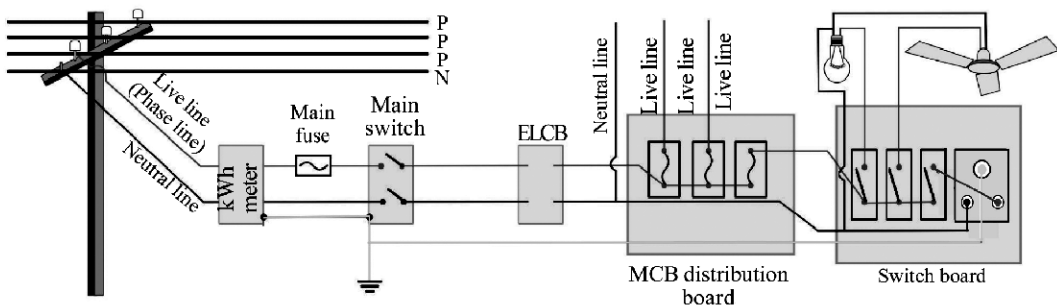 P
P
P
N
Live line
(Phase line)
Neutral line
kWh
meter
Main
fuse
Main
switch
ELCB
Neutral line
Live line
Live line
Live line
MCB distribution
board
Switch board